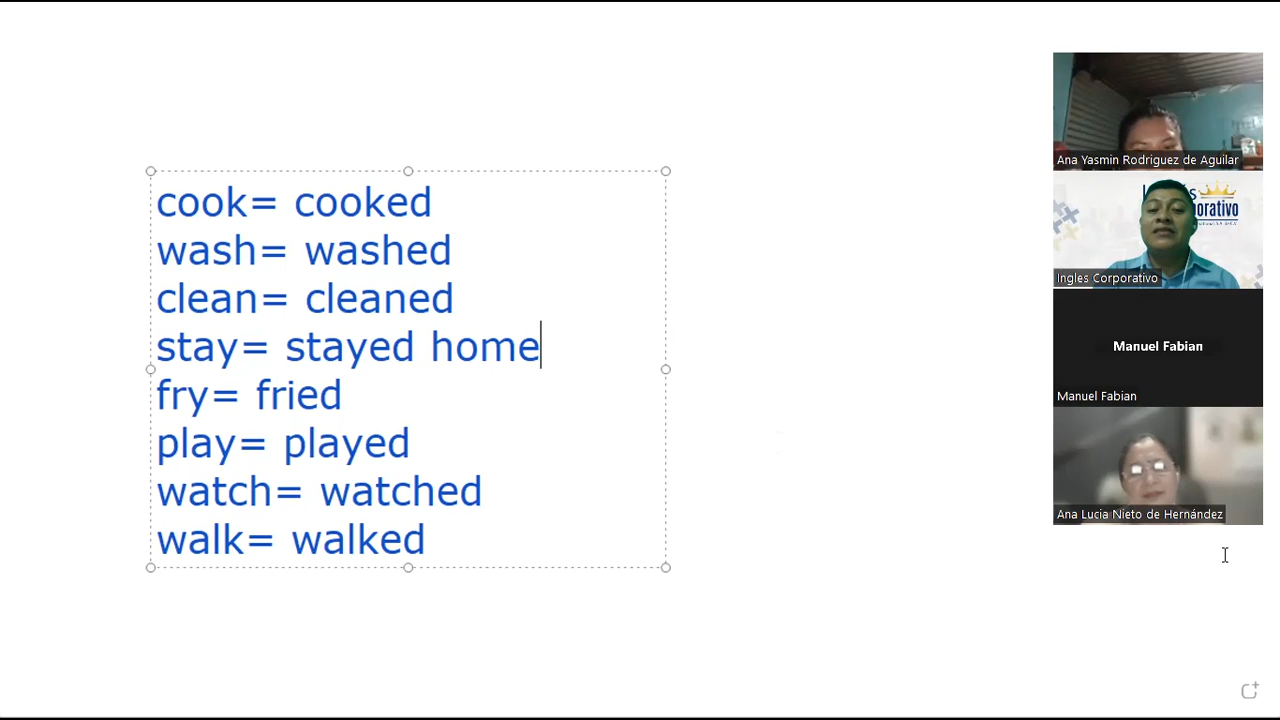 cook= cooked
wash= washed
clean= cleaned
stay= stayed home
fry= fried
play= played
watch= watched
walk= walked
Ana Yasmin Rodriguez de Aguilar
Ingles Corporativo
Manuel Fabian
Manuel Fabian
Ana Lucia Nieto de Hernández